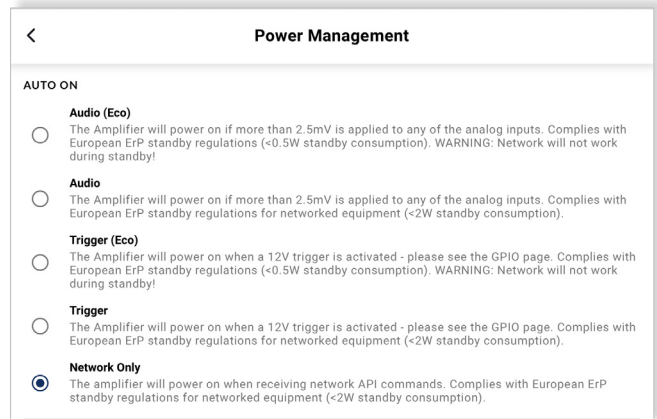 Power Management
AUTO ON
Audio (Eco)
The Amplifier will power on if more than 2.5mV is applied to any of the analog inputs. Complies with
European ErP standby regulations (<0.5W standby consumption). WARNING: Network will not work
during standby!
Audio
The Amplifier will power on if more than 2.5mV is applied to any of the analog inputs. Complies with
European ErP standby regulations for networked equipment (<2W standby consumption).
Trigger (Eco)
The Amplifier will power on when a 12V trigger is activated - please see the GPIO page. Complies with
European ErP standby regulations (<0.5W standby consumption). WARNING: Network will not work
during standby!
Trigger
The Amplifier will power on when a 12V trigger is activated - please see the GPIO page. Complies with
European ErP standby regulations for networked equipment (<2W standby consumption).
Network Only
The amplifier will power on when receiving network API commands. Complies with European ErP
standby regulations for networked equipment (<2W standby consumption).